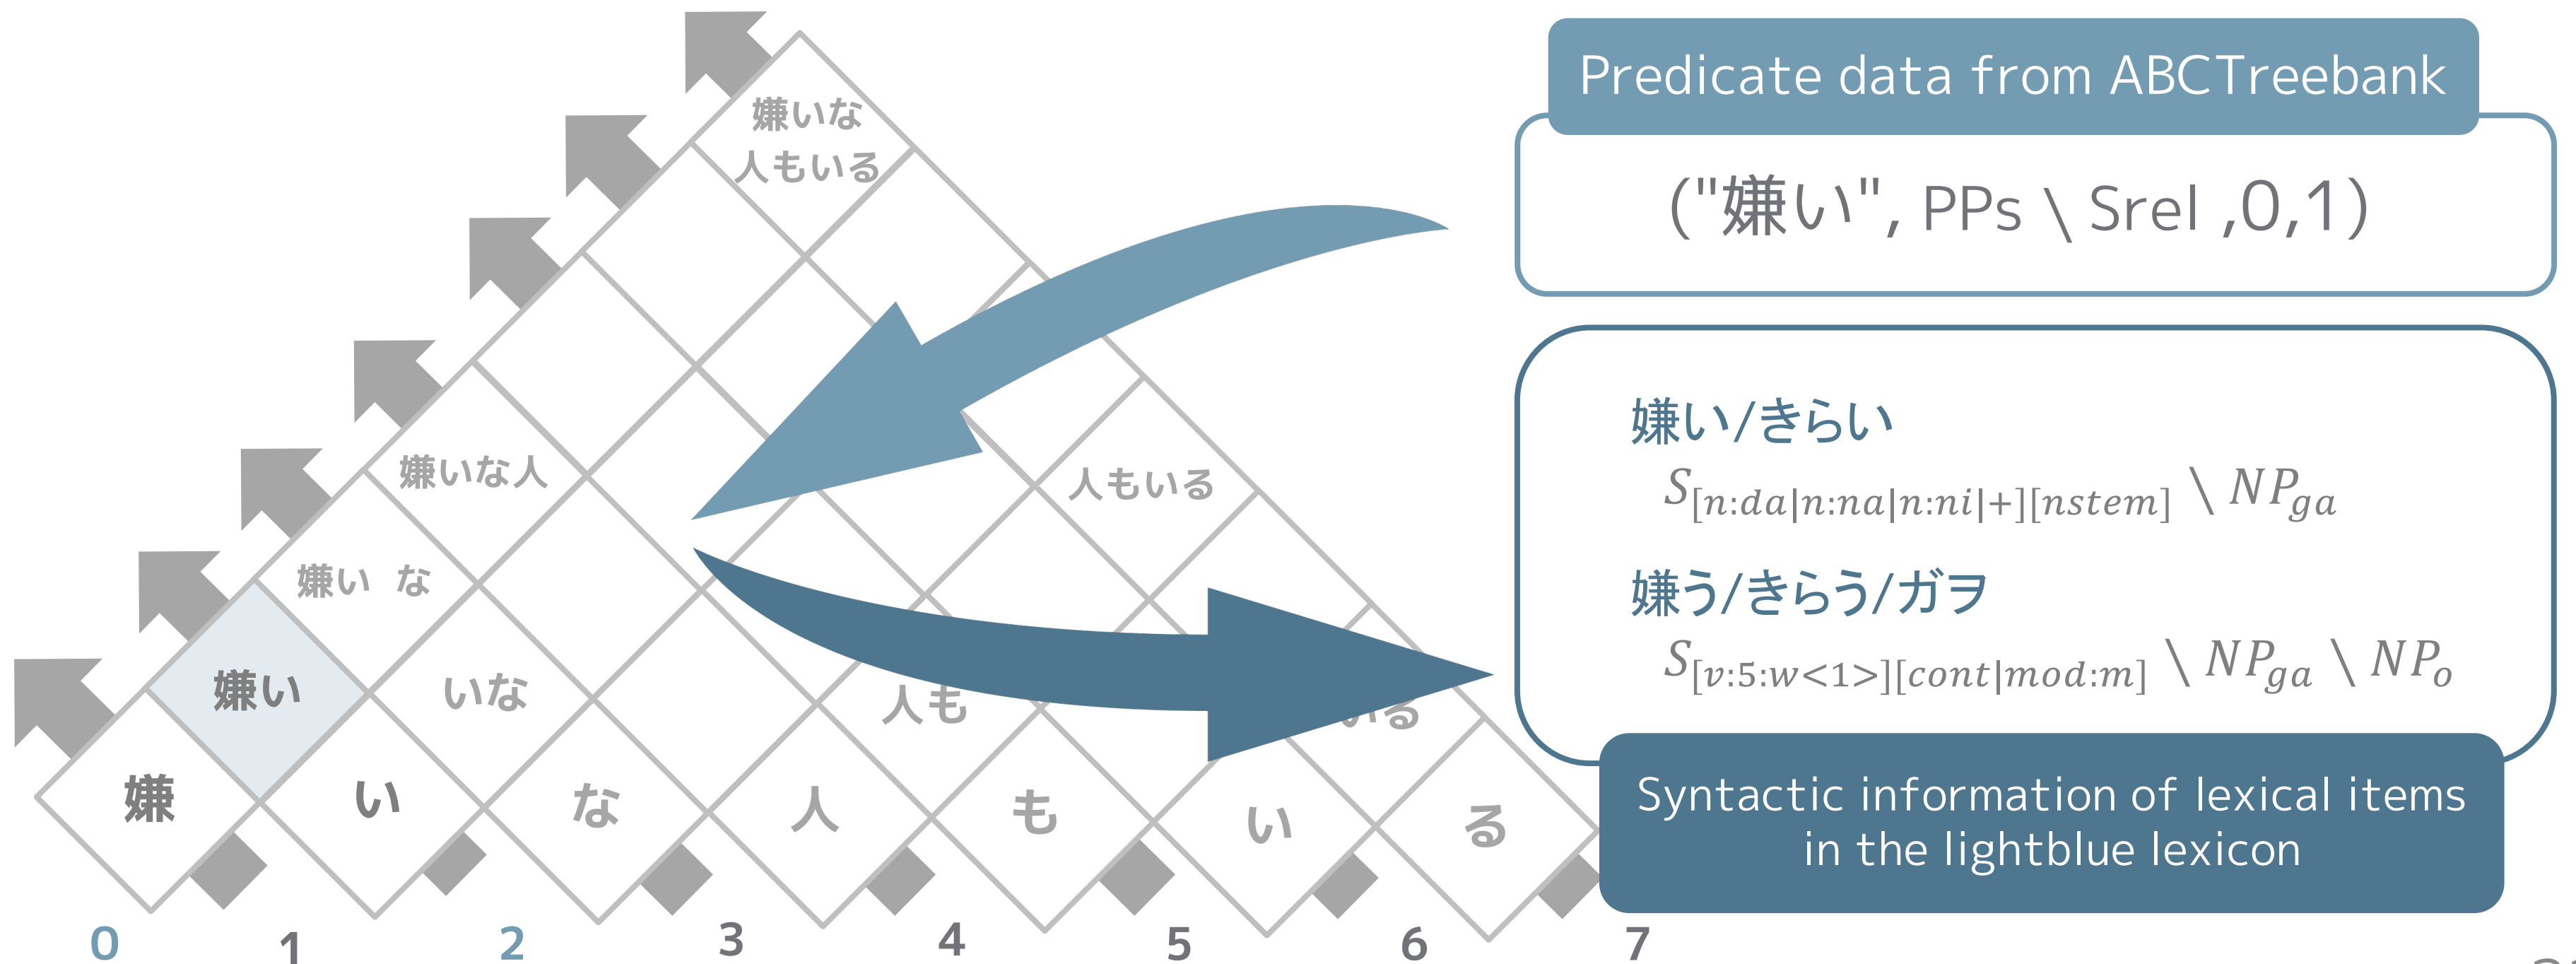 嫌いな
人もいる
嫌いな人
人もいる
嫌い な
嫌い
いな
人も
いる
嫌
い
な
人
も
い
る
0
1
2
3
4
5
6
7
Predicate data from ABCTreebank
("嫌い", PPs \ Srel ,0,1)
嫌い/きらい
S[n:da|n:na|n:ni|+][nstem] \ NPga
嫌う/きらう/ガヲ
S[v:5:w<1>][cont|mod:m] \ NPga \ NPo
Syntactic information of lexical items
in the lightblue lexicon